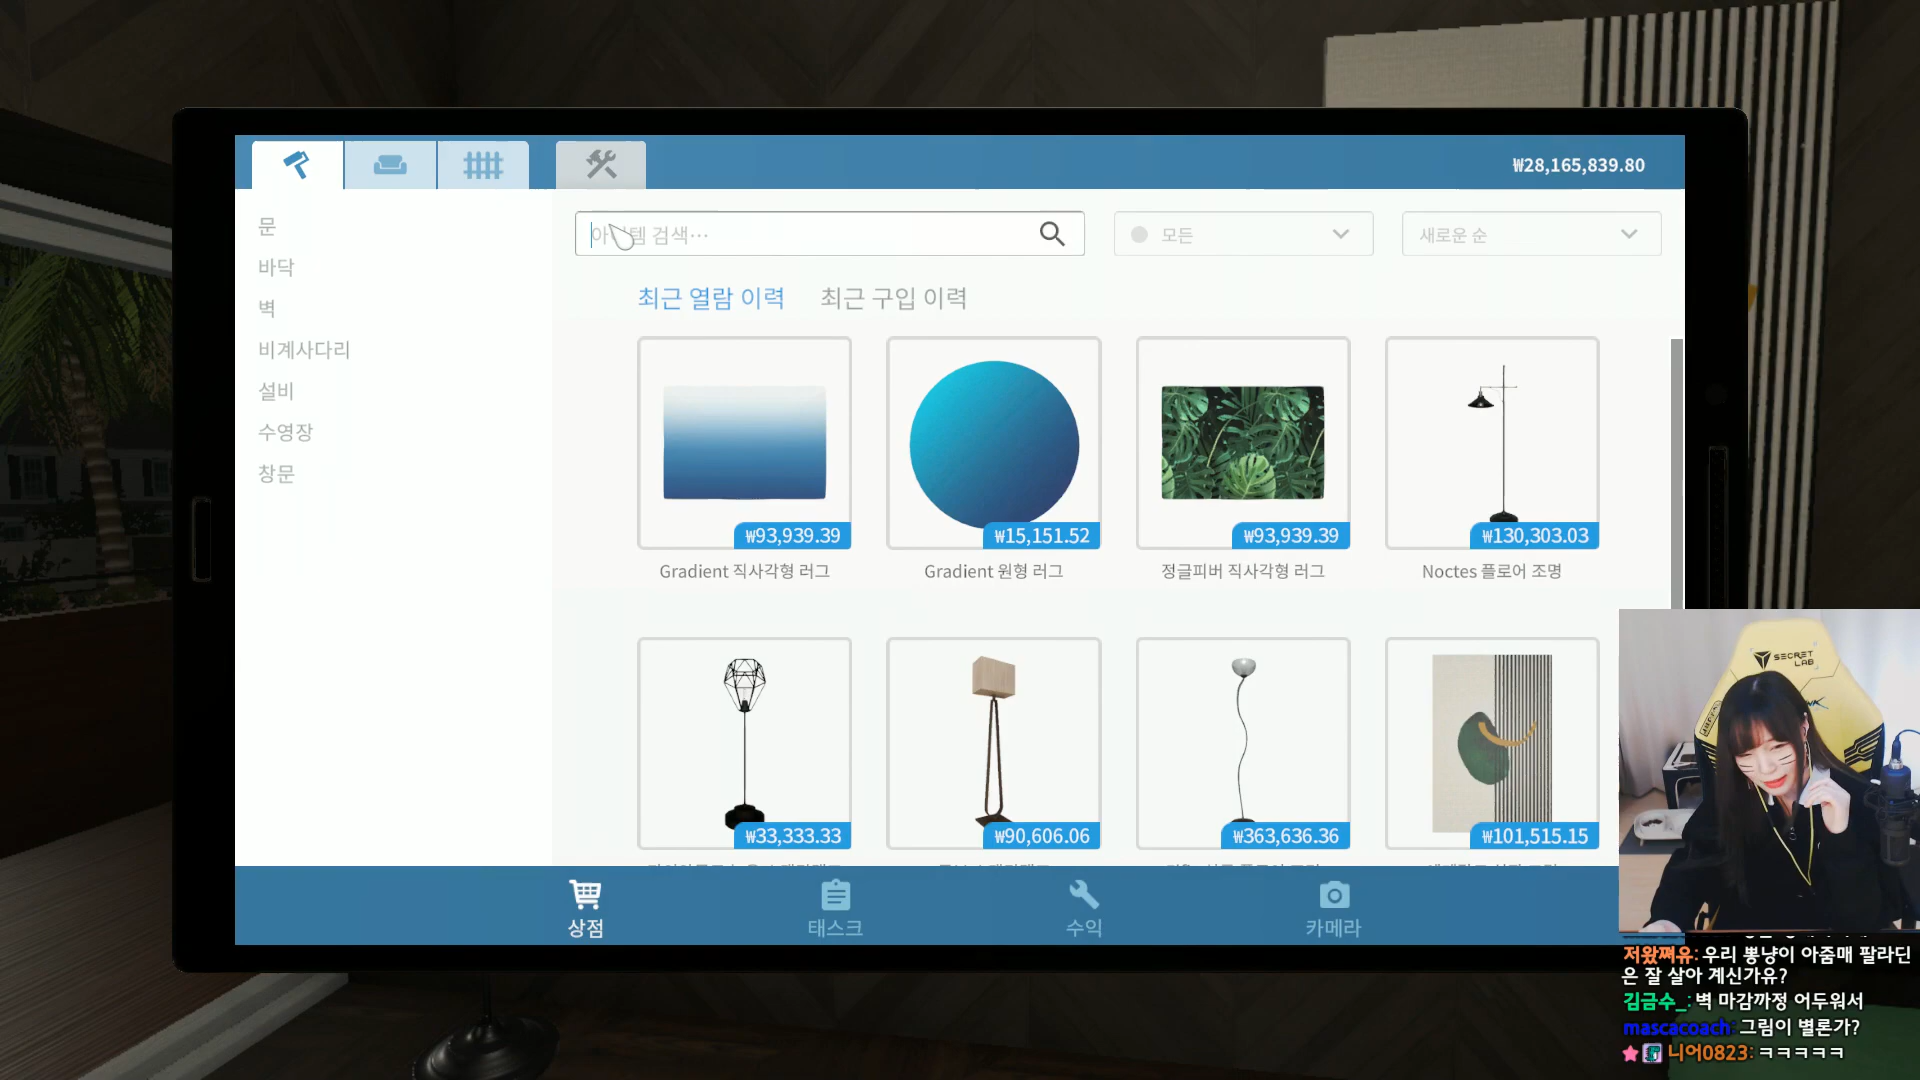 ₩28,165,839.80
아이템 검색…
모든
새로운 순
문
바닥
벽
비계사다리
설비
수영장
창문
최근 열람 이력
최근 구입 이력
₩93,939.39
₩15,151.52
₩93,939.39
₩130,303.03
Gradient 직사각형 러그
Gradient 원형 러그
정글피버 직사각형 러그
Noctes 플로어 조명
SECRET
LAB
₩33,333.33
₩90,606.06
₩363,636.36
₩101,515.15
상점
태스크
수익
카메라
저왔쪄유: 우리 뽕냥이 아줌매 팔라딘
은 잘 살아 계신가유?
김금수_: 벽 마감까정 어두워서
mascacoach: 그림이 별론가?
니어0823: ㅋㅋㅋㅋㅋ